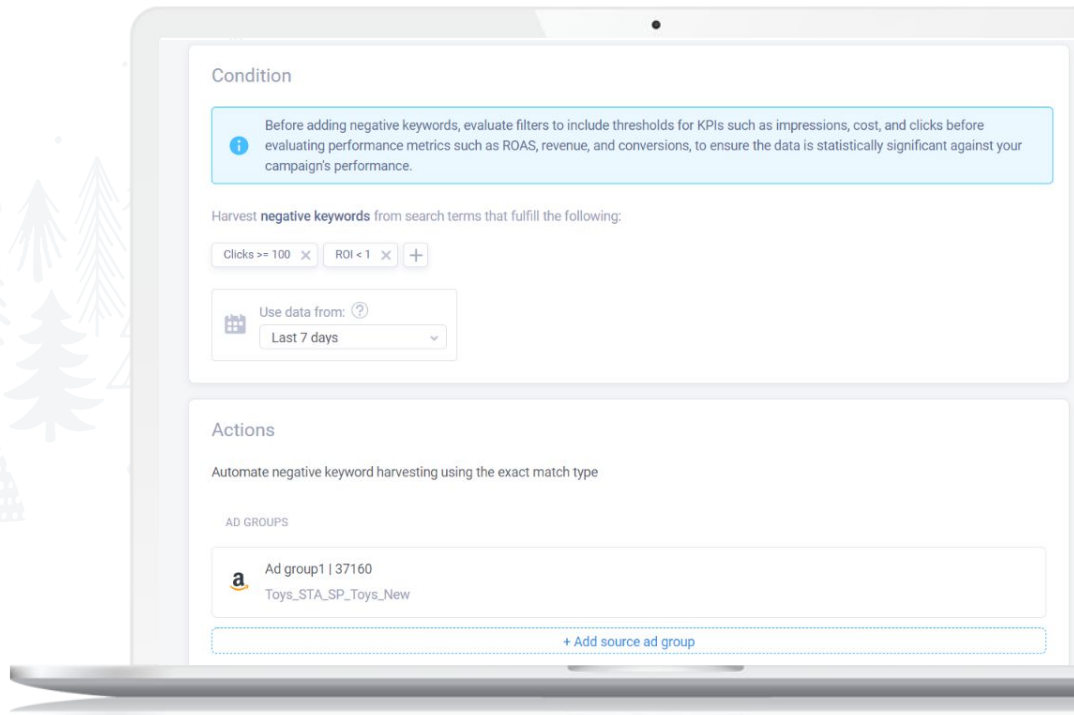 Condition
Before adding negative keywords, evaluate filters to include thresholds for KPIs such as impressions, cost, and clicks before
evaluating performance metrics such as ROAS, revenue, and conversions, to ensure the data is statistically significant against your
campaign's performance.
Harvest negative keywords from search terms that fulfill the following:
Clicks >= 100 ROI < 1
Use data from:
Last 7 days
Actions
Automate negative keyword harvesting using the exact match type
AD GROUPS
Ad group1 | 37160
Toys_STA_SP_Toys_New
+ Add source ad group